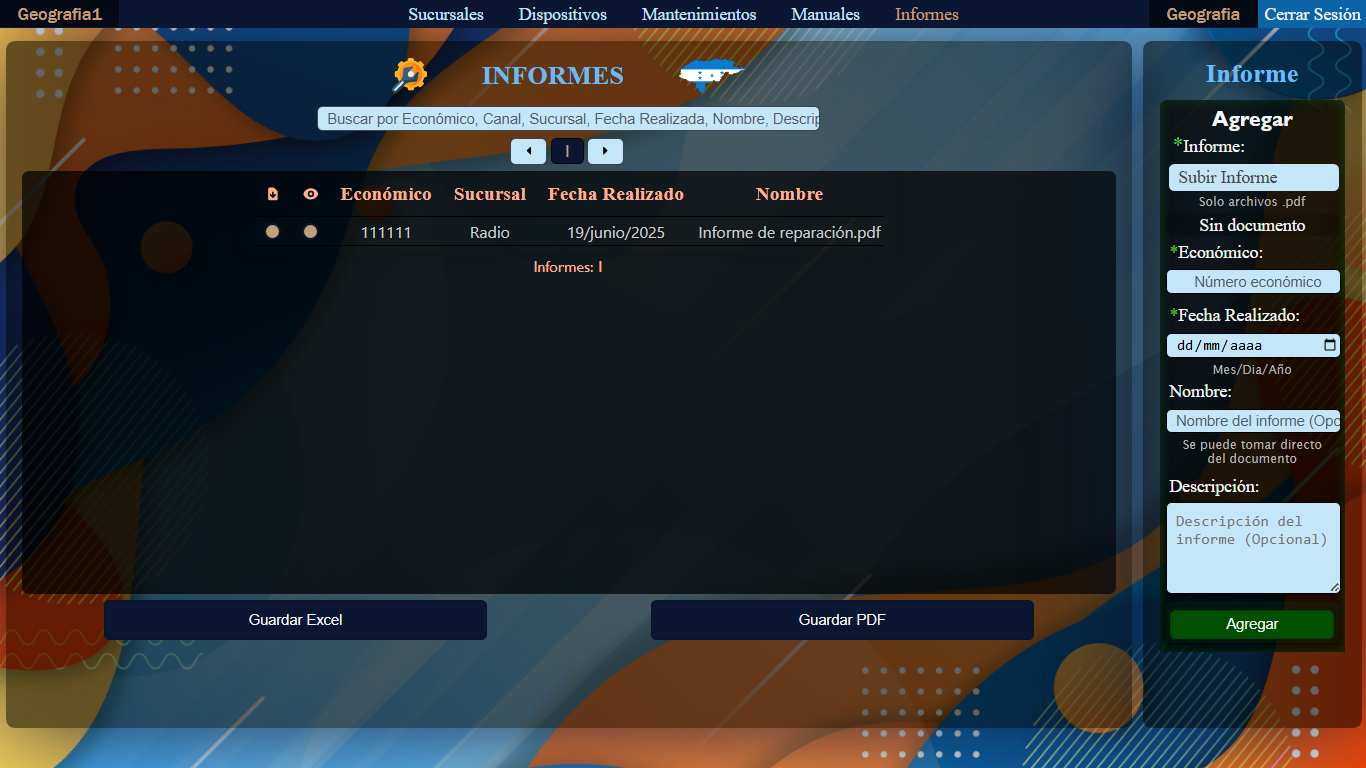 Geografia1
Sucursales
Dispositivos
Mantenimientos
Manuales
Informes
Geografia
Cerrar Sesión
INFORMES
Buscar por Económico, Canal, Sucursal, Fecha Realizada, Nombre, Descrip
1
Económico
Sucursal
Fecha Realizado
Nombre
111111
Radio
19/junio/2025
Informe de reparación.pdf
Informes: 1
Guardar Excel
Guardar PDF
Informe
Agregar
*Informe:
Subir Informe
Solo archivos .pdf
Sin documento
*Económico:
Número económico
*Fecha Realizado:
dd/mm/aaaa
Mes/Dia/Año
Nombre:
Nombre del informe (Opc
Se puede tomar directo
del documento
Descripción:
Descripción del
informe (Opcional)
Agregar